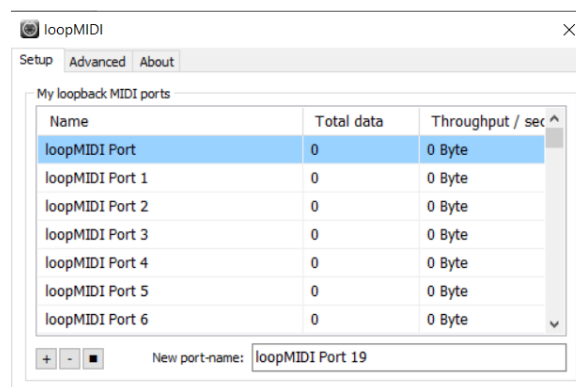 loopMIDI
Setup Advanced About
My loopback MIDI ports
Name Total data Throughput / sec
loopMIDI Port 0 0 Byte
loopMIDI Port 1 0 0 Byte
loopMIDI Port 2 0 0 Byte
loopMIDI Port 3 0 0 Byte
loopMIDI Port 4 0 0 Byte
loopMIDI Port 5 0 0 Byte
loopMIDI Port 6 0 0 Byte
+ - New port-name: loopMIDI Port 19